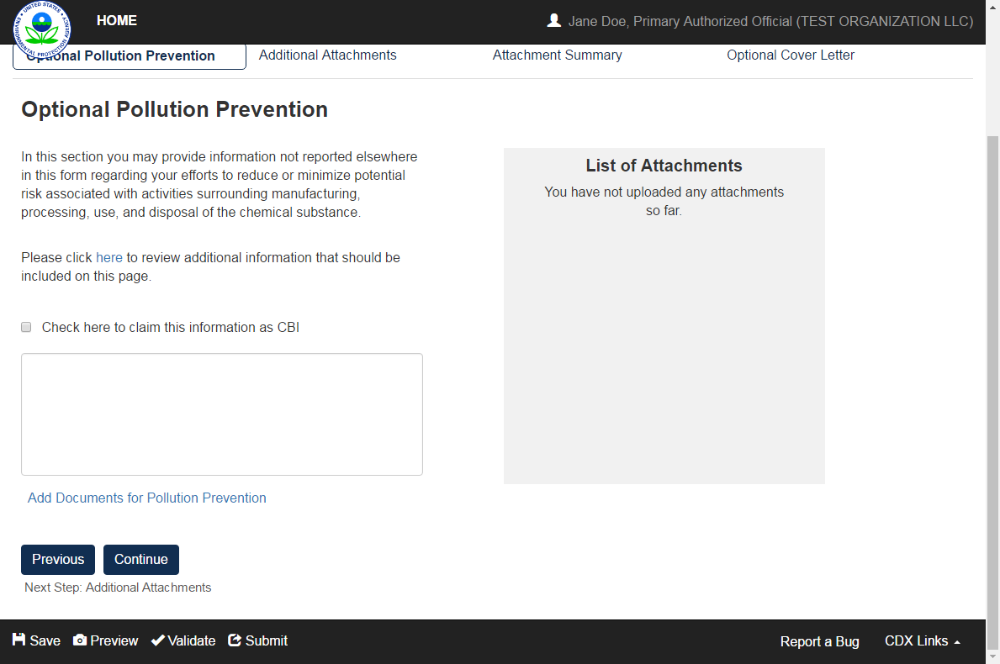 UNITED STATES
ENVIRONMENTAL PROTECTION AGENCY
HOME
Jane Doe, Primary Authorized Official (TEST ORGANIZATION LLC)
Optional Pollution Prevention
Additional Attachments
Attachment Summary
Optional Cover Letter
Optional Pollution Prevention
In this section you may provide information not reported elsewhere
in this form regarding your efforts to reduce or minimize potential
risk associated with activities surrounding manufacturing,
processing, use, and disposal of the chemical substance.
Please click here to review additional information that should be
included on this page.
Check here to claim this information as CBI
Add Documents for Pollution Prevention
List of Attachments
You have not uploaded any attachments
so far.
Previous
Continue
Next Step: Additional Attachments
Save
Preview
Validate
Submit
Report a Bug
CDX Links